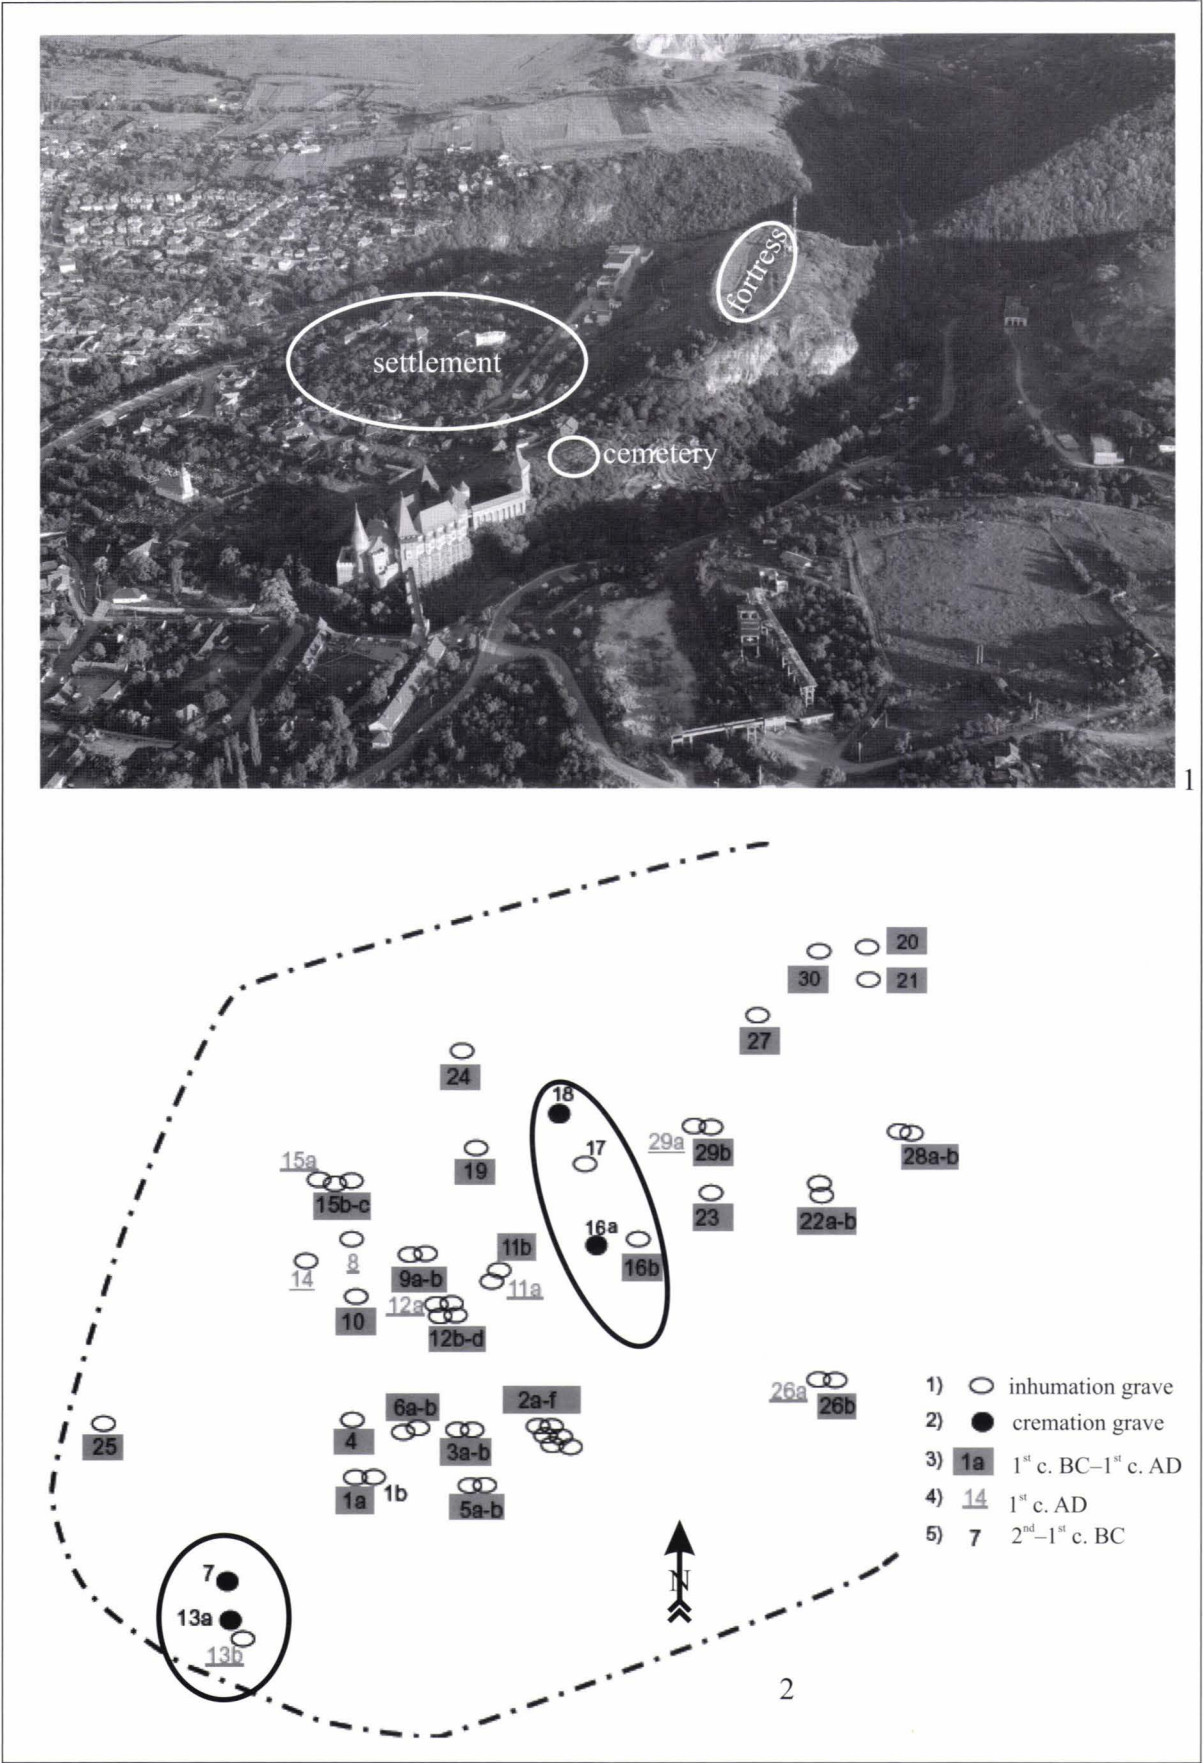 fortress
settlement
cemetery
1
20
30
21
27
24
18
17
29a
29b
28a-b
15a
19
15b-c
23
22a-b
16a
11b
8
14
9a-b
16b
11a
12a
10
12b-d
2a-f
6a-b
26a
26b
25
4
3a-b
1a
1b
5a-b
7
13a
13b
N
2
1) inhumation grave
2) cremation grave
3) 1a 1st c. BC–1st c. AD
4) 14 1st c. AD
5) 7 2nd–1st c. BC